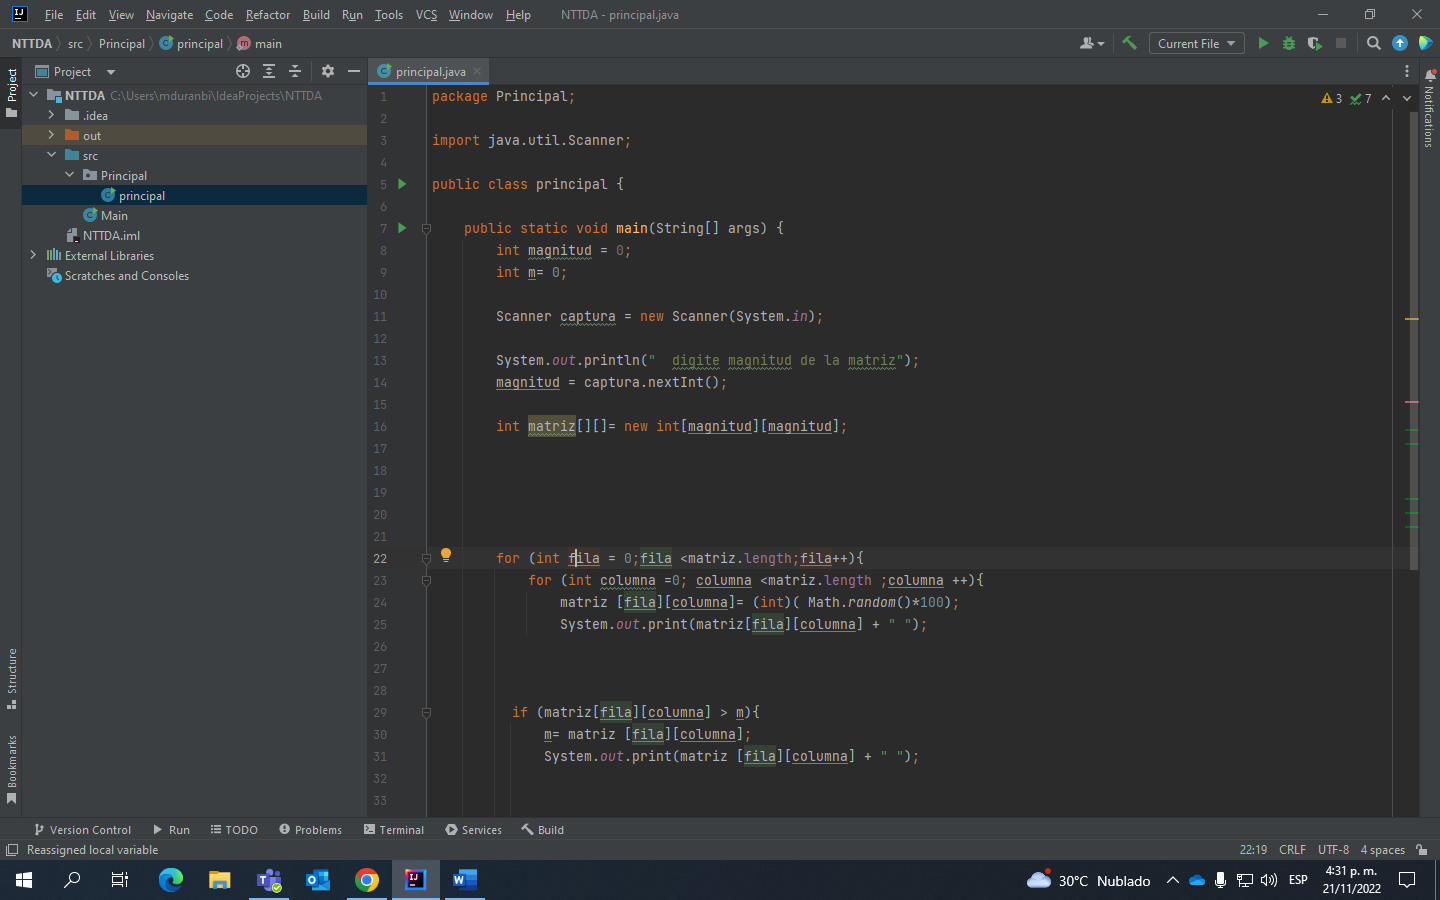 File Edit View Navigate Code Refactor Build Run Tools VCS Window Help NTTDA - principal.java
NTTDA src Principal principal main
Current File
Project
Project
principal.java
NTTDA C:\Users\mduranbi\IdeaProjects\NTTDA
.idea
out
src
Principal
principal
Main
NTTDA.iml
External Libraries
Scratches and Consoles
Structure
Bookmarks
Notifications
3 7
1 package Principal;
2
3 import java.util.Scanner;
4
5 public class principal {
6
7 public static void main(String[] args) {
8 int magnitud = 0;
9 int m= 0;
10
11 Scanner captura = new Scanner(System.in);
12
13 System.out.println("  digite magnitud de la matriz");
14 magnitud = captura.nextInt();
15
16 int matriz[][]= new int[magnitud][magnitud];
17
18
19
20
21
22 for (int fila = 0;fila <matriz.length;fila++){
23 for (int columna =0; columna <matriz.length ;columna ++){
24 matriz [fila][columna]= (int)( Math.random()*100);
25 System.out.print(matriz[fila][columna] + " ");
26
27
28
29 if (matriz[fila][columna] > m){
30 m= matriz [fila][columna];
31 System.out.print(matriz [fila][columna] + " ");
32
33
Version Control Run TODO Problems Terminal Services Build
Reassigned local variable 22:19 CRLF UTF-8 4 spaces
30°C Nublado ESP 4:31 p. m.
21/11/2022